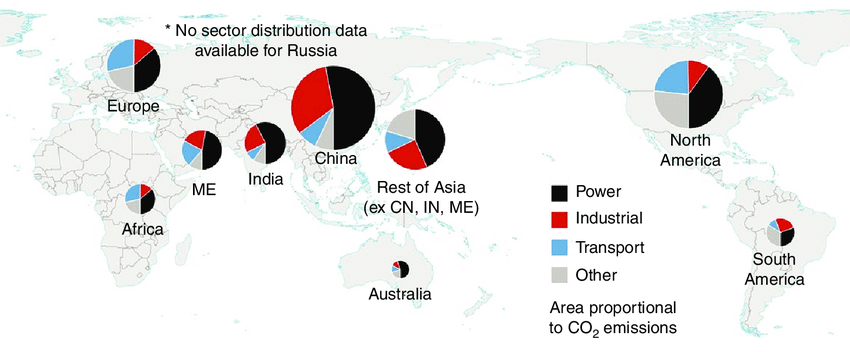 * No sector distribution data
available for Russia
Europe
ME
India
China
Rest of Asia
(ex CN, IN, ME)
Africa
Australia
North
America
South
America
Power
Industrial
Transport
Other
Area proportional
to CO₂ emissions